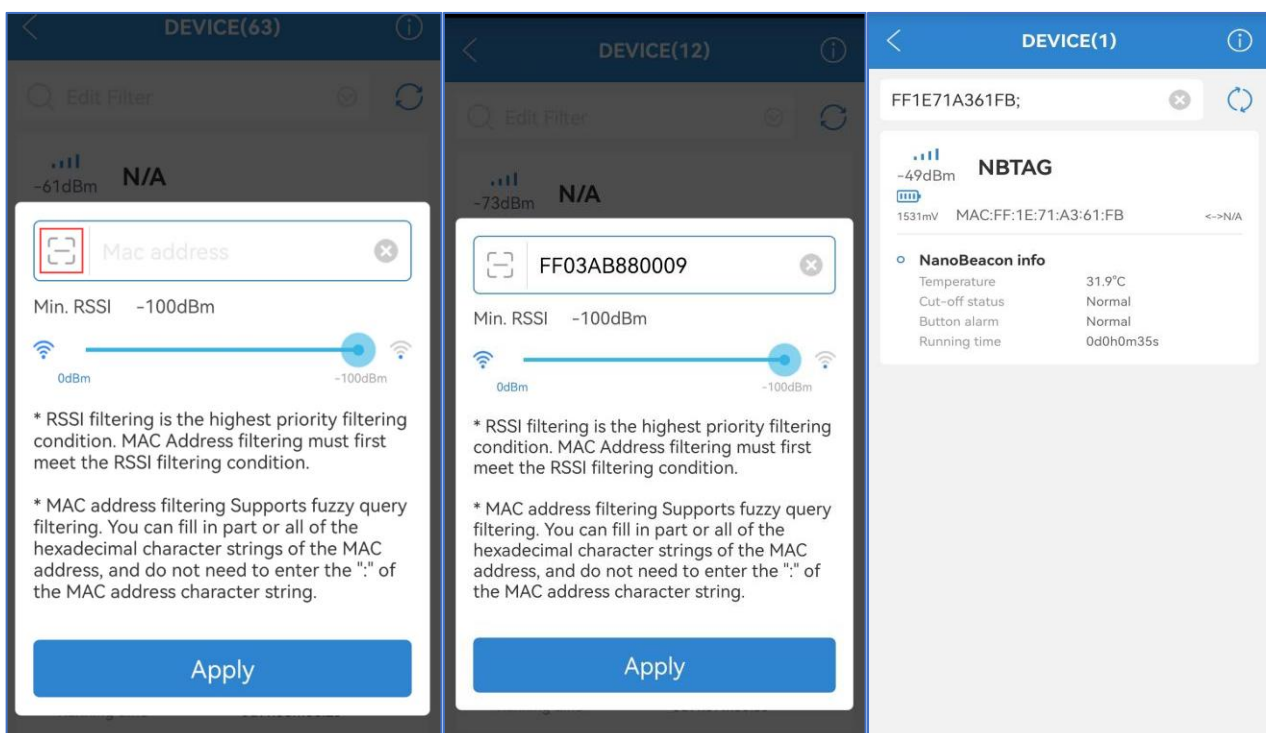 DEVICE(63)
Edit Filter
-61dBm N/A
Mac address
Min. RSSI -100dBm
0dBm -100dBm
* RSSI filtering is the highest priority filtering
condition. MAC Address filtering must first
meet the RSSI filtering condition.
* MAC address filtering Supports fuzzy query
filtering. You can fill in part or all of the
hexadecimal character strings of the MAC
address, and do not need to enter the ":" of
the MAC address character string.
Apply
DEVICE(12)
Edit Filter
-73dBm N/A
FF03AB880009
Min. RSSI -100dBm
0dBm -100dBm
* RSSI filtering is the highest priority filtering
condition. MAC Address filtering must first
meet the RSSI filtering condition.
* MAC address filtering Supports fuzzy query
filtering. You can fill in part or all of the
hexadecimal character strings of the MAC
address, and do not need to enter the ":" of
the MAC address character string.
Apply
DEVICE(1)
FF1E71A361FB;
-49dBm NBTAG
1531mV MAC:FF:1E:71:A3:61:FB <->N/A
NanoBeacon info
Temperature 31.9°C
Cut-off status Normal
Button alarm Normal
Running time 0d0h0m35s